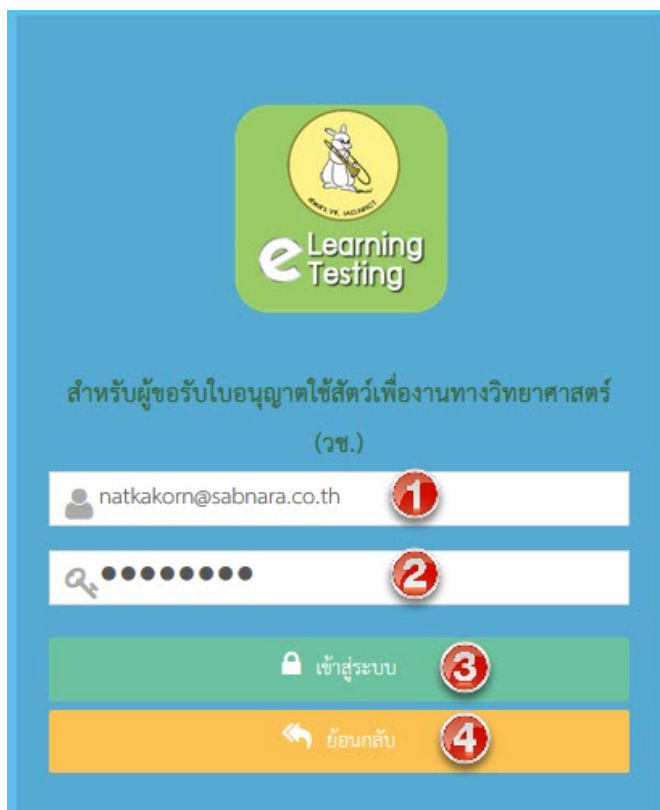 e Learning
Testing
สำหรับผู้ขอรับใบอนุญาตใช้สัตว์เพื่องานทางวิทยาศาสตร์
(วช.)
natkakorn@sabnara.co.th 1
2
เข้าสู่ระบบ 3
ย้อนกลับ 4